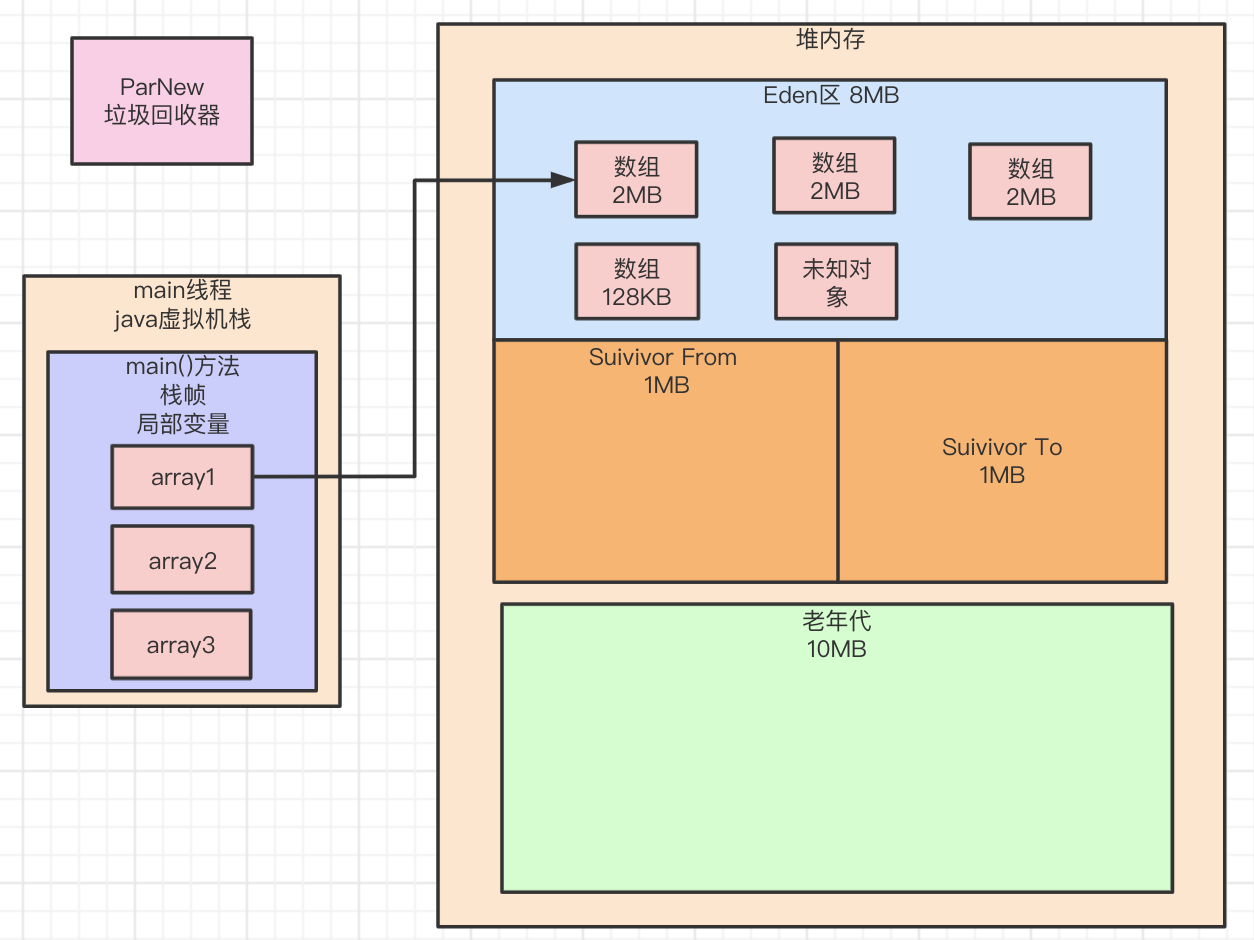 ParNew
垃圾回收器
main线程
java虚拟机栈
main()方法
栈帧
局部变量
array1
array2
array3
堆内存
Eden区 8MB
数组
2MB
数组
2MB
数组
2MB
数组
128KB
未知对
象
Suivivor From
1MB
Suivivor To
1MB
老年代
10MB